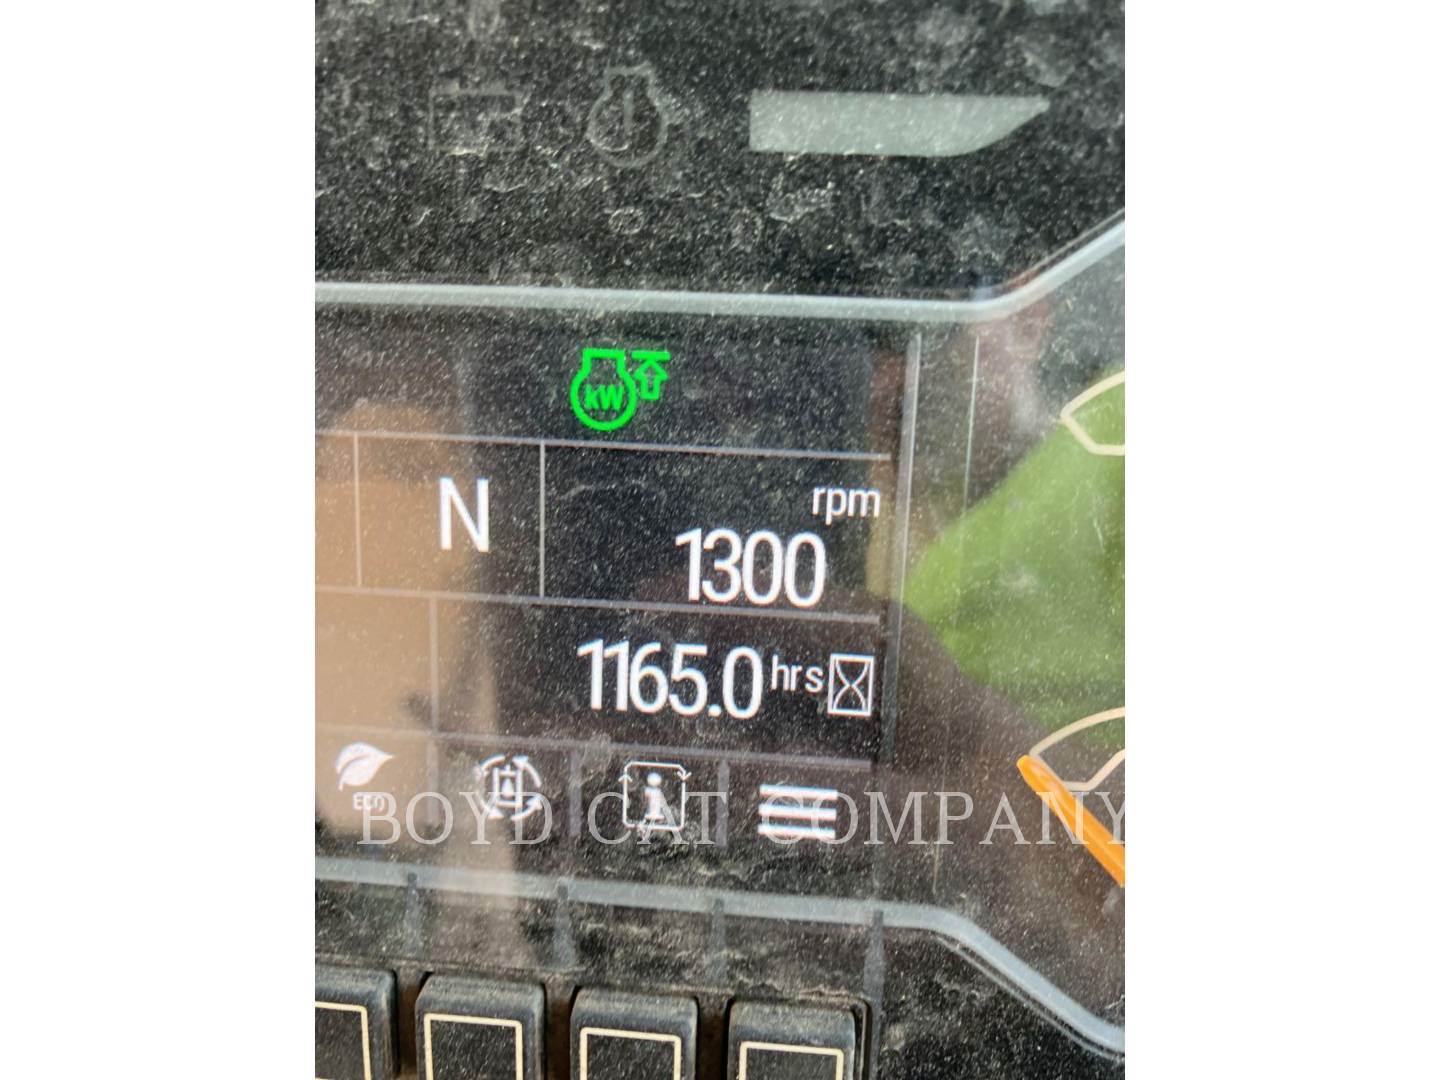 kW
N
rpm
1300
1165.0 hrs
ECO
BOYD CAT COMPANY